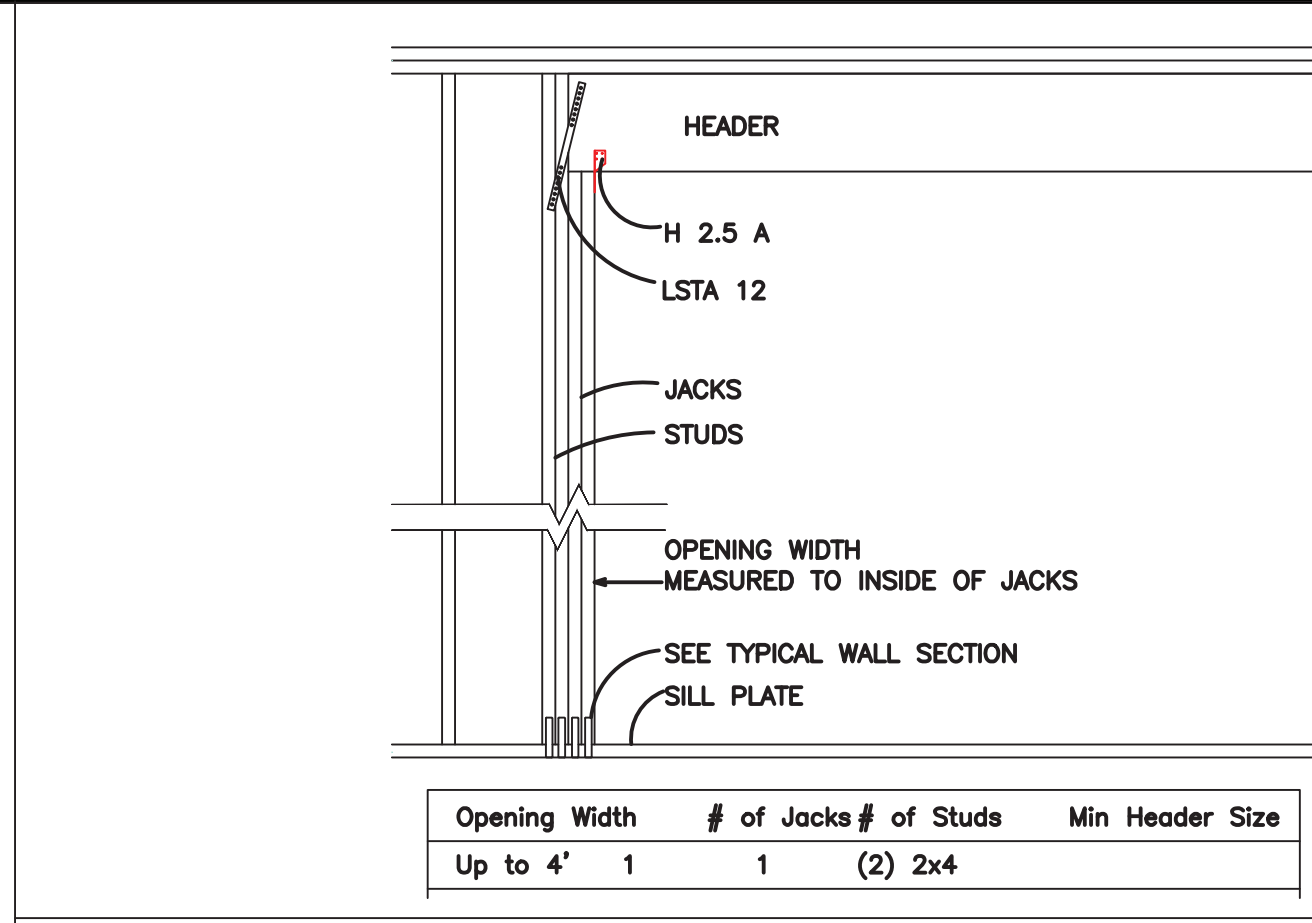 HEADER
H 2.5 A
LSTA 12
JACKS
STUDS
OPENING WIDTH
MEASURED TO INSIDE OF JACKS
SEE TYPICAL WALL SECTION
SILL PLATE
Opening Width # of Jacks # of Studs Min Header Size
Up to 4' 1 1 (2) 2x4